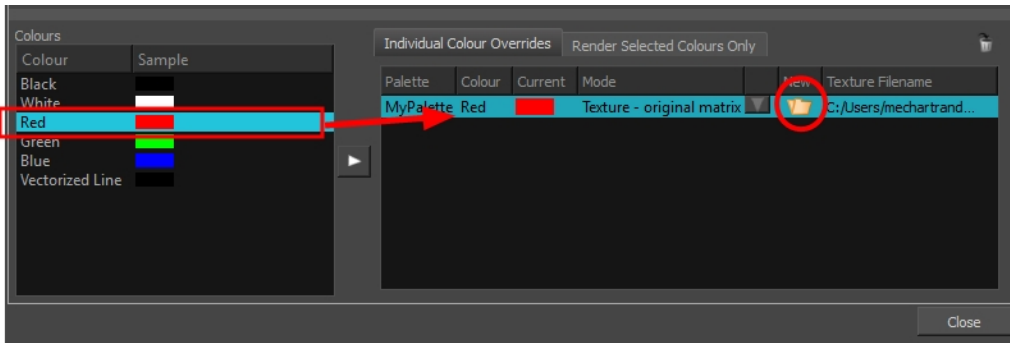 Colours
Colour Sample
Black
White
Red
Green
Blue
Vectorized Line
Individual Colour Overrides Render Selected Colours Only
Palette Colour Current Mode New Texture Filename
MyPalette Red Texture - original matrix C:/Users/mechartrand...
Close